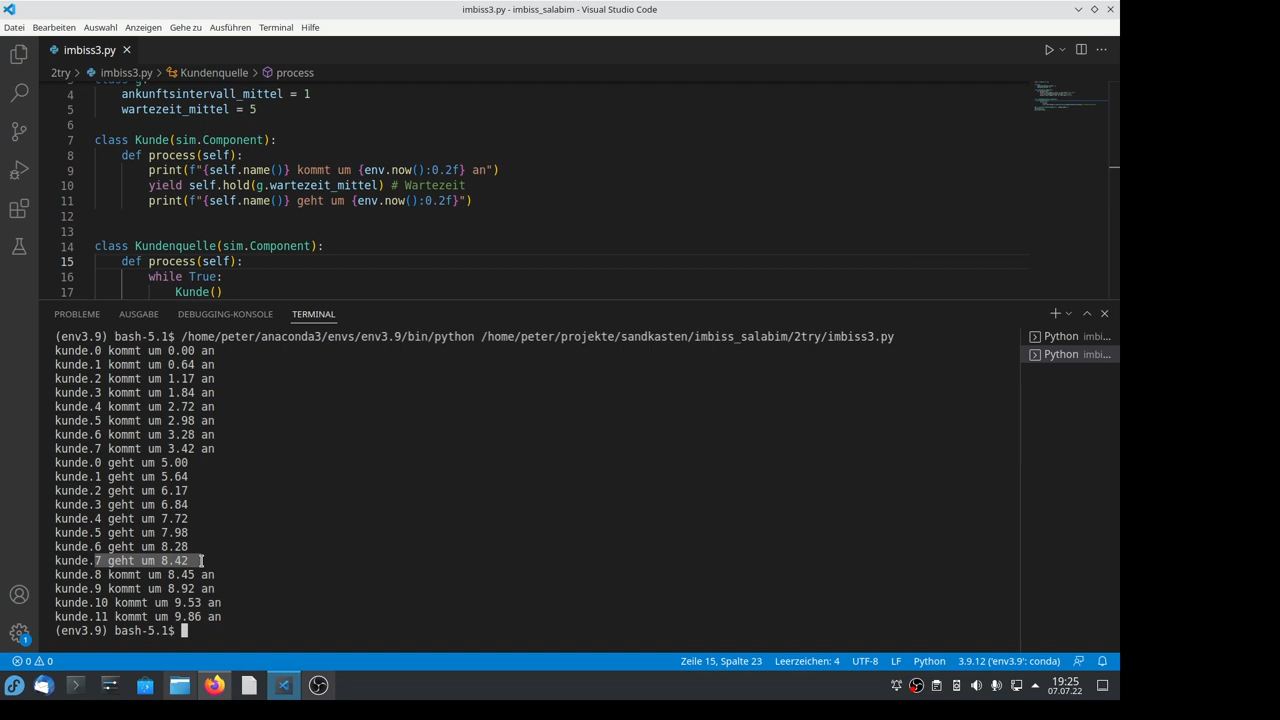 imbiss3.py - imbiss_salabim - Visual Studio Code
Datei Bearbeiten Auswahl Anzeigen Gehe zu Ausführen Terminal Hilfe
imbiss3.py
2try > imbiss3.py > Kundenquelle > process
4 ankunftsintervall_mittel = 1
5 wartezeit_mittel = 5
6
7 class Kunde(sim.Component):
8 def process(self):
9 print(f"{self.name()} kommt um {env.now():0.2f} an")
10 yield self.hold(g.wartezeit_mittel) # Wartezeit
11 print(f"{self.name()} geht um {env.now():0.2f}")
12
13
14 class Kundenquelle(sim.Component):
15 def process(self):
16 while True:
17 Kunde()
PROBLEME AUSGABE DEBUGGING-KONSOLE TERMINAL
(env3.9) bash-5.1$ /home/peter/anaconda3/envs/env3.9/bin/python /home/peter/projekte/sandkasten/imbiss_salabim/2try/imbiss3.py
kunde.0 kommt um 0.00 an
kunde.1 kommt um 0.64 an
kunde.2 kommt um 1.17 an
kunde.3 kommt um 1.84 an
kunde.4 kommt um 2.72 an
kunde.5 kommt um 2.98 an
kunde.6 kommt um 3.28 an
kunde.7 kommt um 3.42 an
kunde.0 geht um 5.00
kunde.1 geht um 5.64
kunde.2 geht um 6.17
kunde.3 geht um 6.84
kunde.4 geht um 7.72
kunde.5 geht um 7.98
kunde.6 geht um 8.28
kunde.7 geht um 8.42
kunde.8 kommt um 8.45 an
kunde.9 kommt um 8.92 an
kunde.10 kommt um 9.53 an
kunde.11 kommt um 9.86 an
(env3.9) bash-5.1$
Python imbi...
Python imbi...
0 0 Zeile 15, Spalte 23 Leerzeichen: 4 UTF-8 LF Python 3.9.12 ('env3.9': conda)
1
19:25
07.07.22